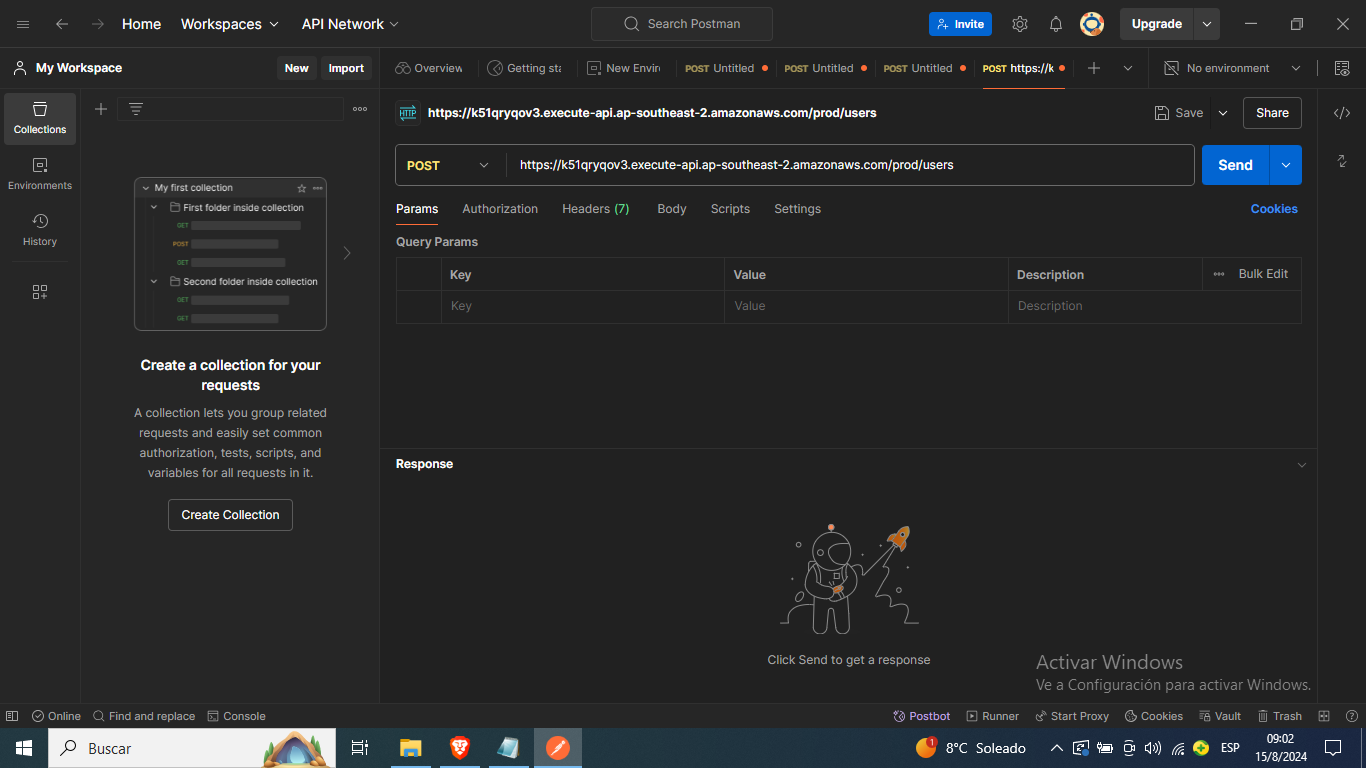 Home Workspaces API Network Search Postman Invite Upgrade
My Workspace New Import Overview Getting sta New Enviro POST Untitled POST Untitled POST Untitled POST https://k No environment
Collections
Environments
History
My first collection
First folder inside collection
GET
POST
GET
Second folder inside collection
GET
GET
Create a collection for your
requests
A collection lets you group related
requests and easily set common
authorization, tests, scripts, and
variables for all requests in it.
Create Collection
HTTP https://k51qryqov3.execute-api.ap-southeast-2.amazonaws.com/prod/users Save Share
POST https://k51qryqov3.execute-api.ap-southeast-2.amazonaws.com/prod/users Send
Params Authorization Headers (7) Body Scripts Settings Cookies
Query Params
Key Value Description Bulk Edit
Key Value Description
Response
Click Send to get a response
Activar Windows
Ve a Configuración para activar Windows.
Online Find and replace Console Postbot Runner Start Proxy Cookies Vault Trash
Buscar 1 8°C Soleado ESP 09:02
15/8/2024